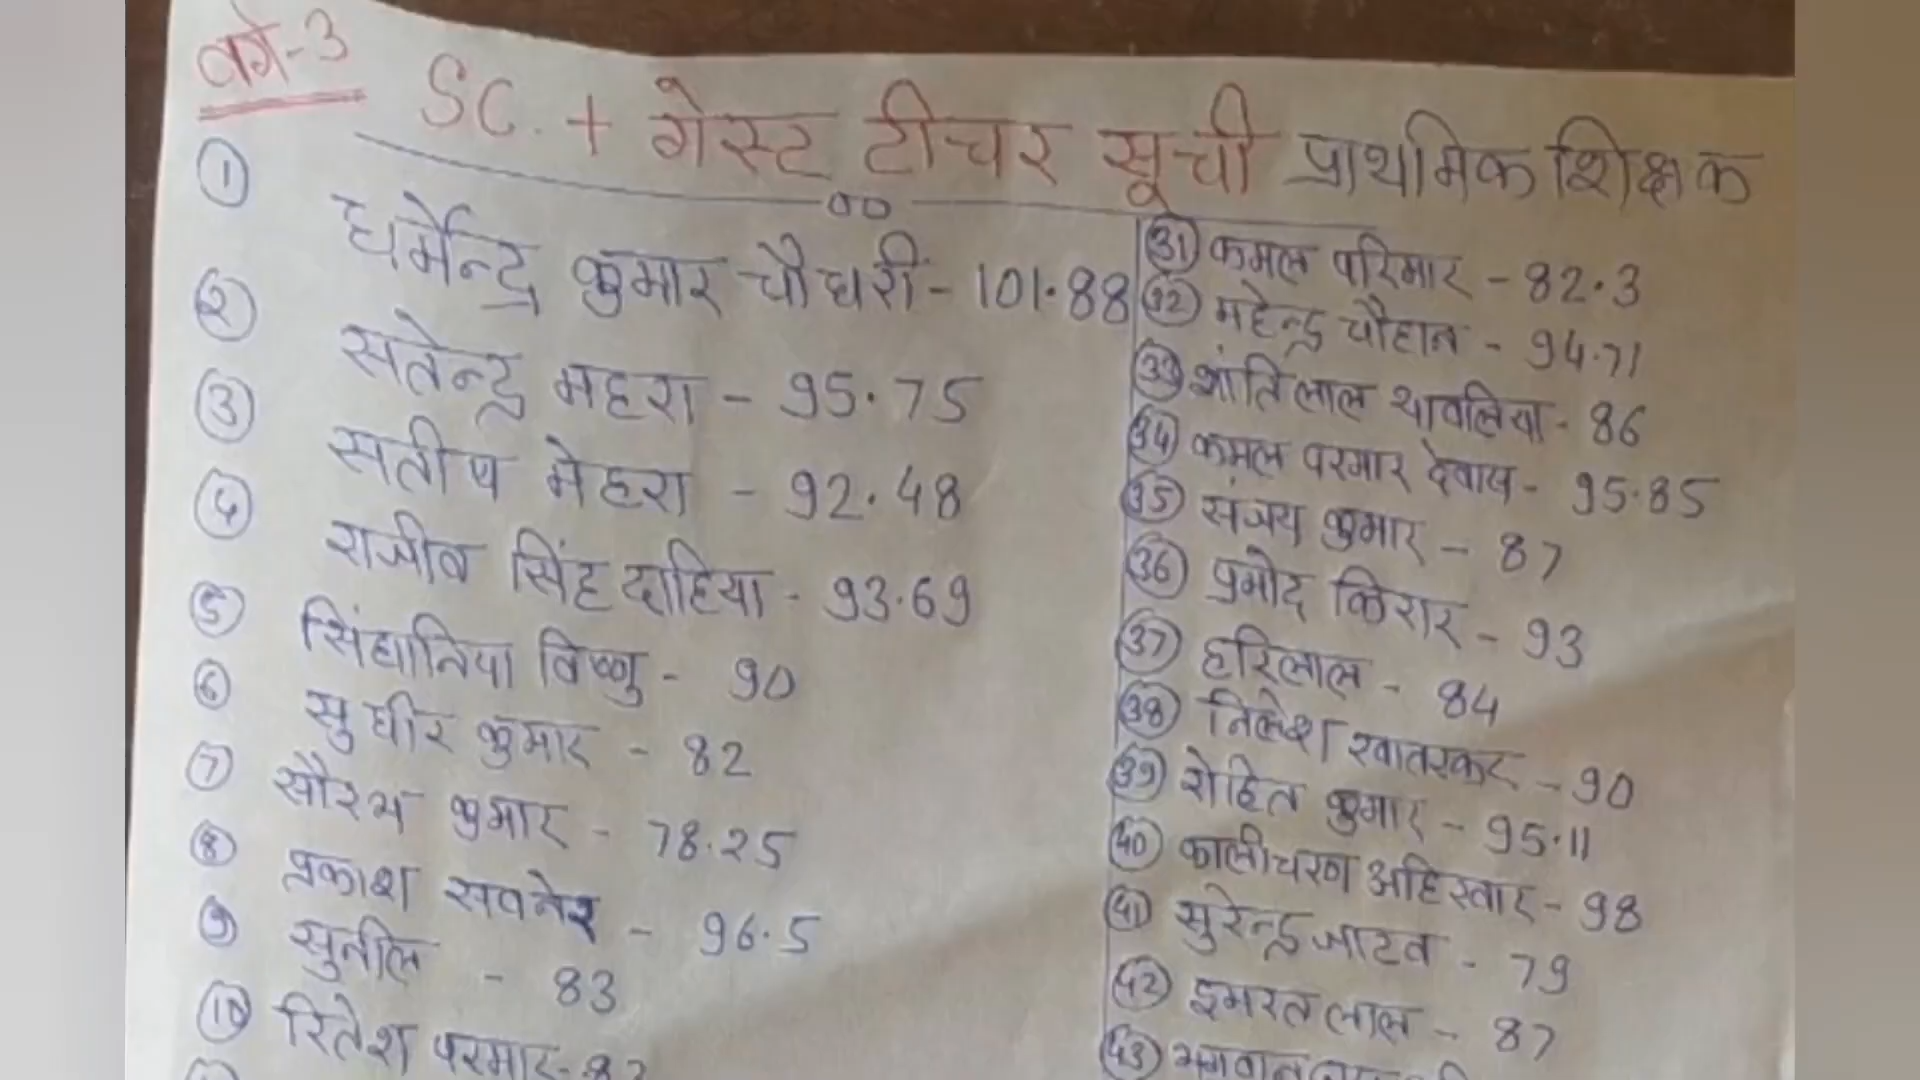 वर्ग-3
SC. + गेस्ट टीचर सूची प्राथमिक शिक्षक
① धर्मेन्द्र कुमार चौधरी - 101.88
② सतेन्द्र महरा - 95.75
③ सतीष मेहरा - 92.48
④ राजीव सिंह दाहिया - 93.69
⑤ सिंघानिया विष्णु - 90
⑥ सुधीर कुमार - 82
⑦ सौरभ कुमार - 78.25
⑧ प्रकाश सवनेर - 96.5
⑨ सुनील - 83
⑩ रितेश परमार -
㉛ कमल परिमार - 82.3
㉜ महेन्द्र चौहान - 94.71
㉝ शांतिलाल थावलिया - 86
㉞ कमल परमार देवास - 95.85
㉟ संजय कुमार - 87
㊱ प्रमोद किरार - 93
㊲ हरिलाल - 84
㊳ निलेश खातरकर - 90
㊴ रोहित कुमार - 95.11
㊵ कालीचरण अहिरवार - 98
㊶ सुरेन्द्र जाटव - 79
㊷ इमरत लाल - 87
㊸ भगवान